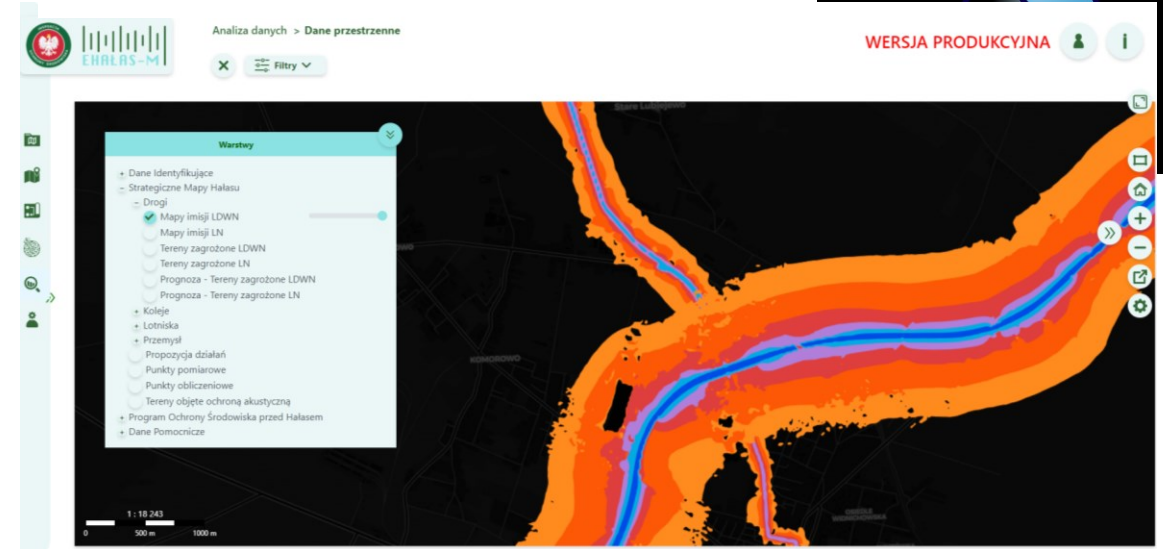 Analiza danych > Dane przestrzenne
WERSJA PRODUKCYJNA
i
EHAŁAS-M
Filtry
Stare Lubiejewo
Warstwy
+ Dane Identyfikujące
− Strategiczne Mapy Hałasu
− Drogi
Mapy imisji LDWN
Mapy imisji LN
Tereny zagrożone LDWN
Tereny zagrożone LN
Prognoza - Tereny zagrożone LDWN
Prognoza - Tereny zagrożone LN
+ Koleje
+ Lotniska
+ Przemysł
Propozycja działań
Punkty pomiarowe
Punkty obliczeniowe
Tereny objęte ochroną akustyczną
+ Program Ochrony Środowiska przed Hałasem
+ Dane Pomocnicze
KOMOROWO
1 : 18 243
0 500 m 1000 m